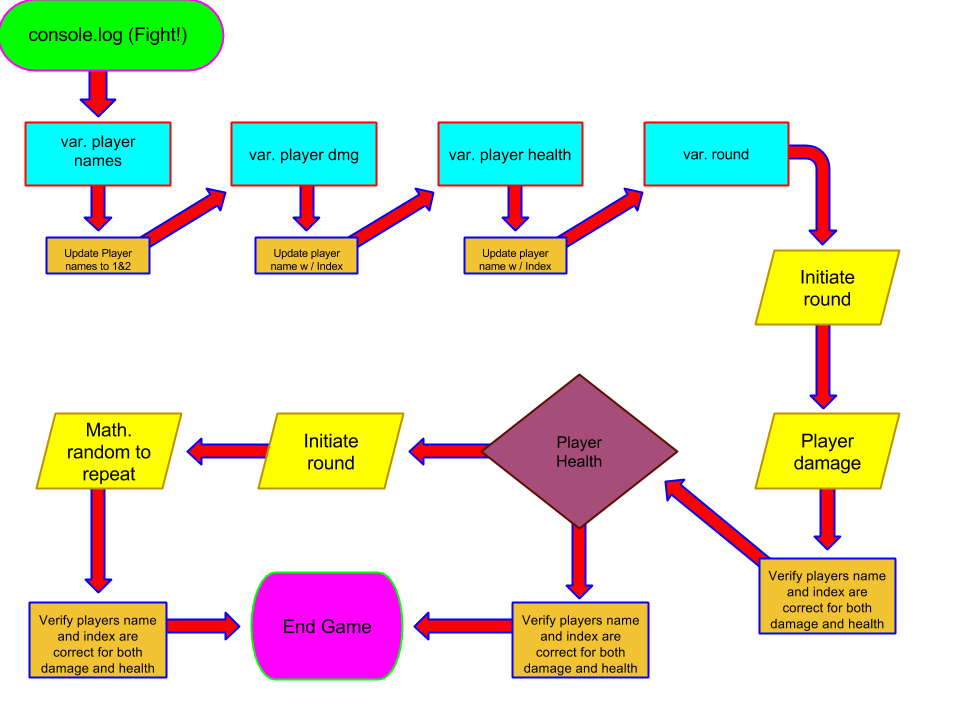 console.log (Fight!)
var. player
names
var. player dmg
var. player health
var. round
Update Player
names to 1&2
Update player
name w / Index
Update player
name w / Index
Initiate
round
Math.
random to
repeat
Initiate
round
Player
Health
Player
damage
Verify players name
and index are
correct for both
damage and health
Verify players name
and index are
correct for both
damage and health
End Game
Verify players name
and index are
correct for both
damage and health